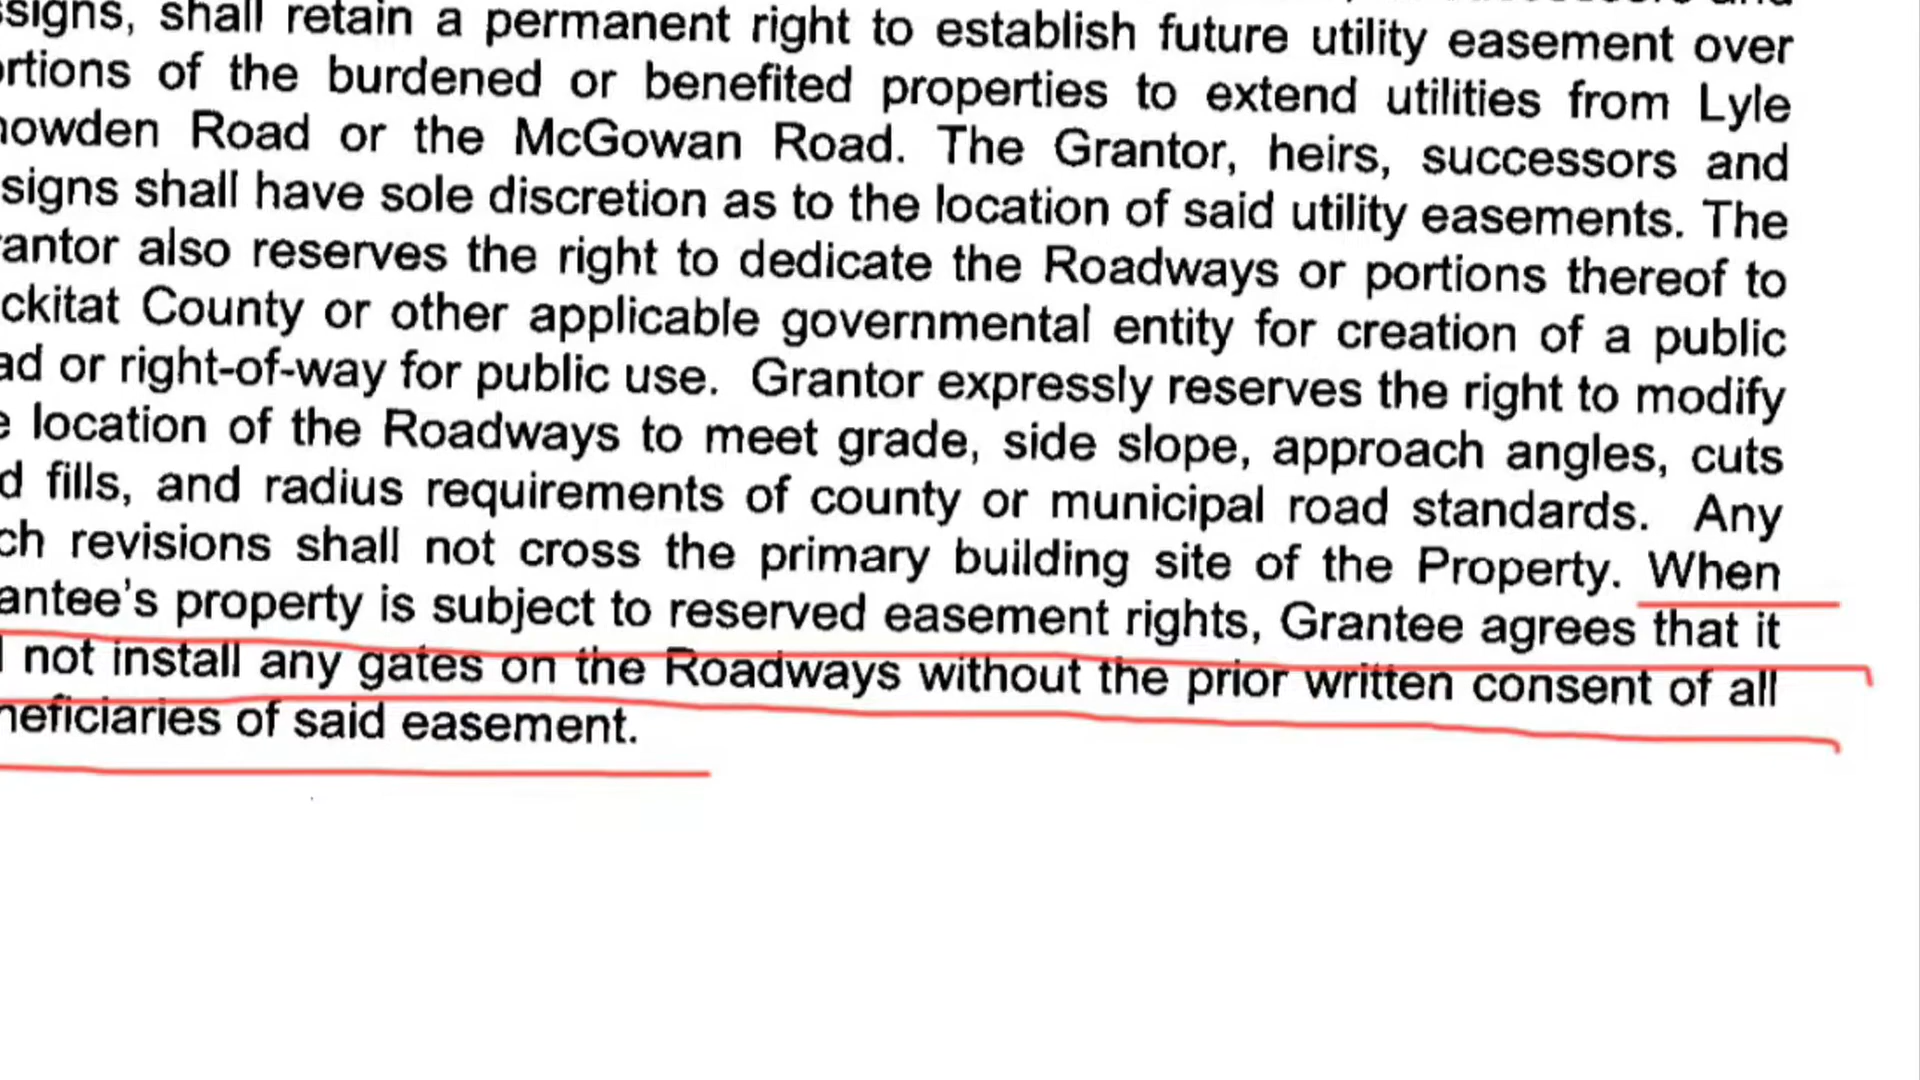 ssigns, shall retain a permanent right to establish future utility easement over
ortions of the burdened or benefited properties to extend utilities from Lyle
nowden Road or the McGowan Road. The Grantor, heirs, successors and
signs shall have sole discretion as to the location of said utility easements. The
rantor also reserves the right to dedicate the Roadways or portions thereof to
ickitat County or other applicable governmental entity for creation of a public
ad or right-of-way for public use. Grantor expressly reserves the right to modify
e location of the Roadways to meet grade, side slope, approach angles, cuts
d fills, and radius requirements of county or municipal road standards. Any
ch revisions shall not cross the primary building site of the Property. When
antee's property is subject to reserved easement rights, Grantee agrees that it
l not install any gates on the Roadways without the prior written consent of all
neficiaries of said easement.